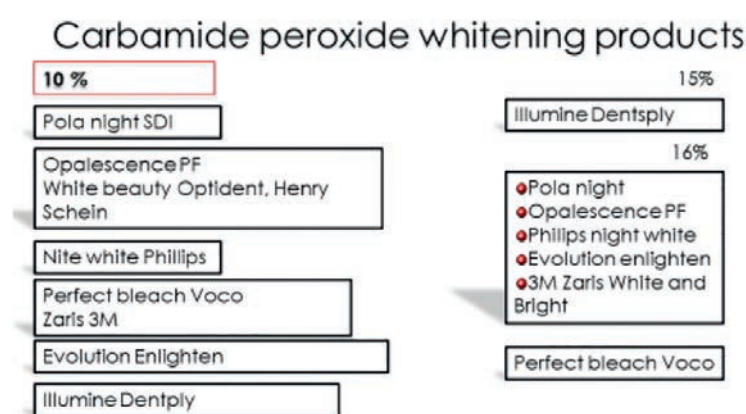 Carbamide peroxide whitening products
10 %
Pola night SDI
Opalescence PF
White beauty Optident, Henry
Schein
Nite white Phillips
Perfect bleach Voco
Zaris 3M
Evolution Enlighten
Illumine Dentply
15%
Illumine Dentsply
16%
Pola night
Opalescence PF
Philips night white
Evolution enlighten
3M Zaris White and
Bright
Perfect bleach Voco